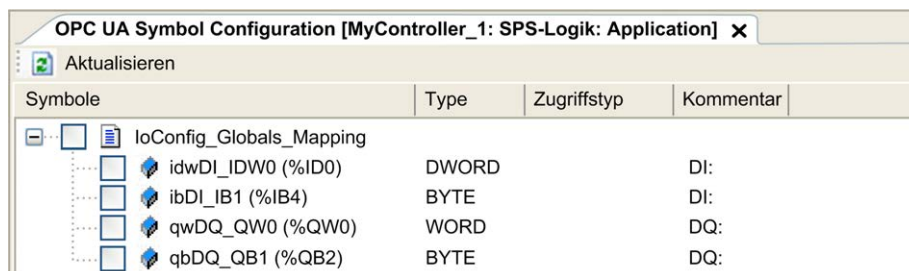 OPC UA Symbol Configuration [MyController_1: SPS-Logik: Application]
Aktualisieren
Symbole Type Zugriffstyp Kommentar
IoConfig_Globals_Mapping
idwDI_IDW0 (%ID0) DWORD DI:
ibDI_IB1 (%IB4) BYTE DI:
qwDQ_QW0 (%QW0) WORD DQ:
qbDQ_QB1 (%QB2) BYTE DQ: